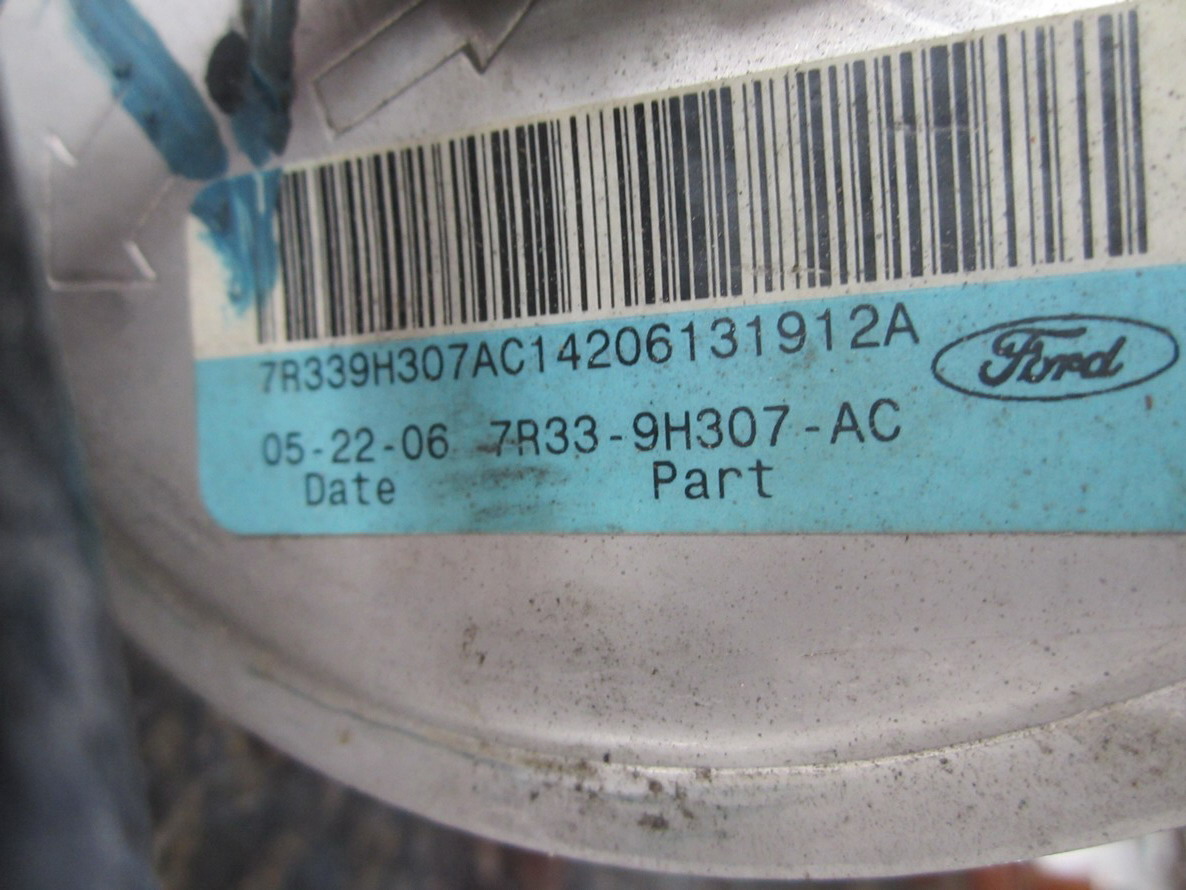 7R339H307AC14206131912A
Ford
05-22-06 7R33-9H307-AC
Date Part